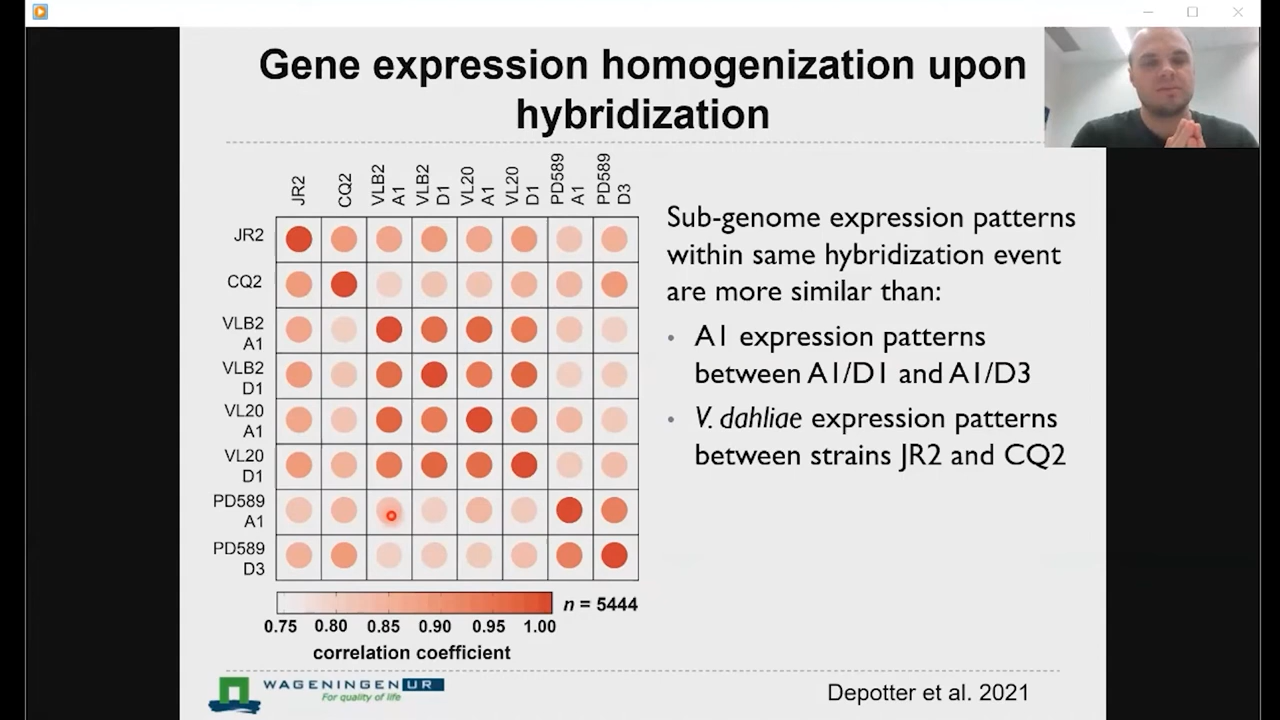 Gene expression homogenization upon
hybridization
JR2
CQ2
VLB2
A1
VLB2
D1
VL20
A1
VL20
D1
PD589
A1
PD589
D3
JR2
CQ2
VLB2
A1
VLB2
D1
VL20
A1
VL20
D1
PD589
A1
PD589
D3
0.75 0.80 0.85 0.90 0.95 1.00
n = 5444
correlation coefficient
Sub-genome expression patterns
within same hybridization event
are more similar than:
• A1 expression patterns
between A1/D1 and A1/D3
• V. dahliae expression patterns
between strains JR2 and CQ2
WAGENINGEN UR
For quality of life
Depotter et al. 2021